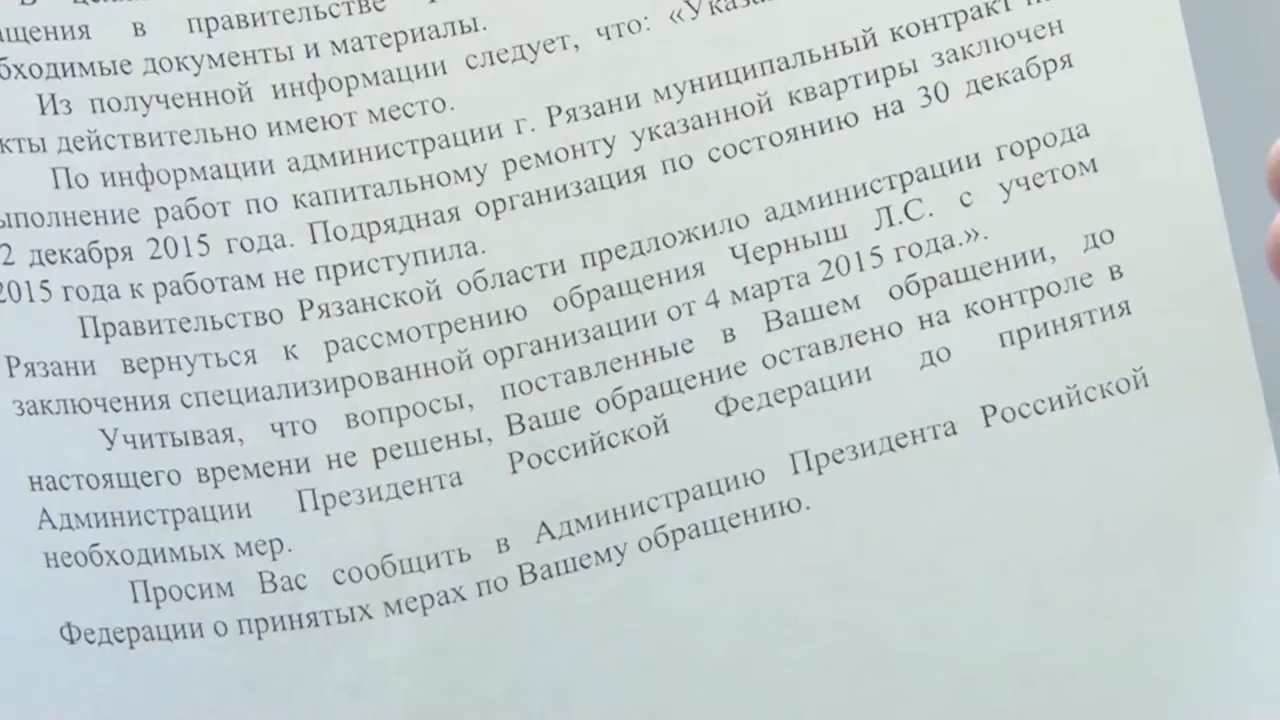 в правительстве
документы и материалы.
Из полученной информации следует, что:
действительно имеют место.
По информации администрации г. Рязани муниципальный контракт
работ по капитальному ремонту указанной квартиры заключен
2 декабря 2015 года. Подрядная организация по состоянию на 30 декабря
2015 года к работам не приступила.
Правительство Рязанской области предложило администрации города
Рязани вернуться к рассмотрению обращения Черныш Л.С. с учетом
заключения специализированной организации от 4 марта 2015 года.».
Учитывая, что вопросы, поставленные в Вашем обращении, до
настоящего времени не решены, Ваше обращение оставлено на контроле в
Администрации Президента Российской Федерации до принятия
необходимых мер.
Просим Вас сообщить в Администрацию Президента Российской
Федерации о принятых мерах по Вашему обращению.